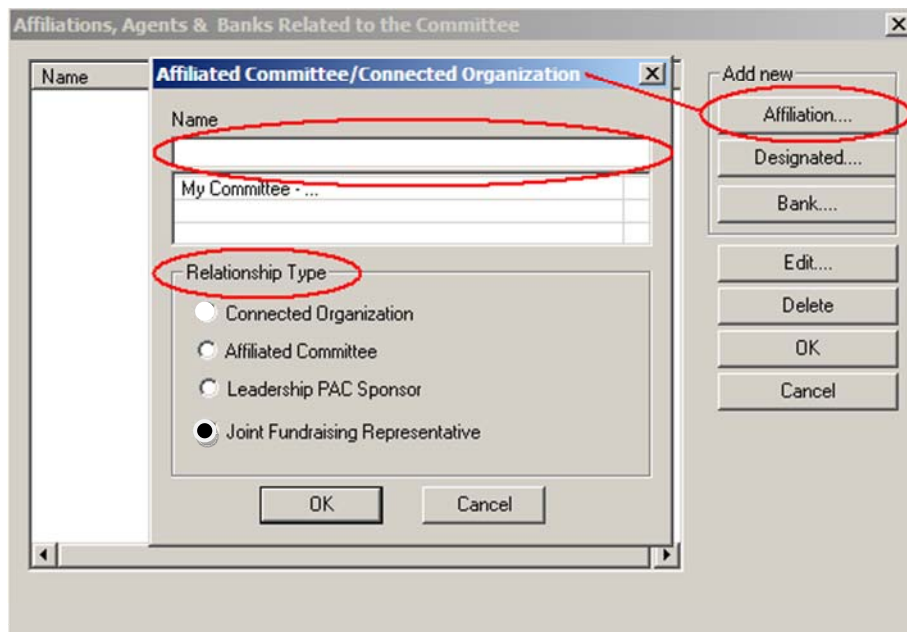 Affiliations, Agents & Banks Related to the Committee
Name
Affiliated Committee/Connected Organization
Name
My Committee - ...
Relationship Type
Connected Organization
Affiliated Committee
Leadership PAC Sponsor
Joint Fundraising Representative
OK
Cancel
Add new
Affiliation....
Designated....
Bank....
Edit....
Delete
OK
Cancel